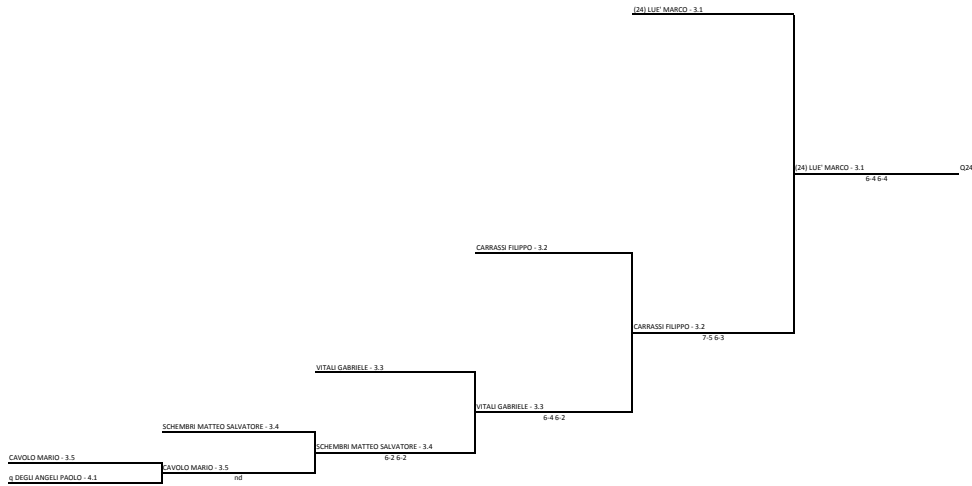 (24) LUE' MARCO - 3.1
(24) LUE' MARCO - 3.1
Q24
6-4 6-4
CARRASSI FILIPPO - 3.2
CARRASSI FILIPPO - 3.2
7-5 6-3
VITALI GABRIELE - 3.3
VITALI GABRIELE - 3.3
6-4 6-2
SCHEMBRI MATTEO SALVATORE - 3.4
SCHEMBRI MATTEO SALVATORE - 3.4
6-2 6-2
CAVOLO MARIO - 3.5
CAVOLO MARIO - 3.5
nd
q DEGLI ANGELI PAOLO - 4.1